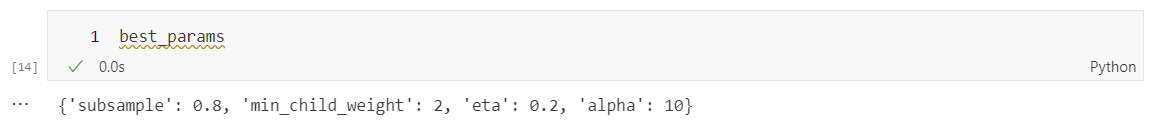 1 best_params
[14] ✓ 0.0s Python
... {'subsample': 0.8, 'min_child_weight': 2, 'eta': 0.2, 'alpha': 10}